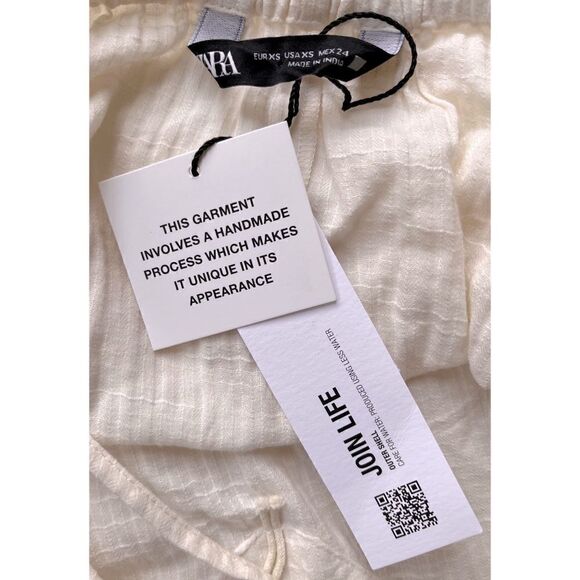 ZARA
EUR XS USA XS MEX 24
MADE IN INDIA
THIS GARMENT
INVOLVES A HANDMADE
PROCESS WHICH MAKES
IT UNIQUE IN ITS
APPEARANCE
JOIN LIFE
OUTER SHELL
CARE FOR WATER: PRODUCED USING LESS WATER